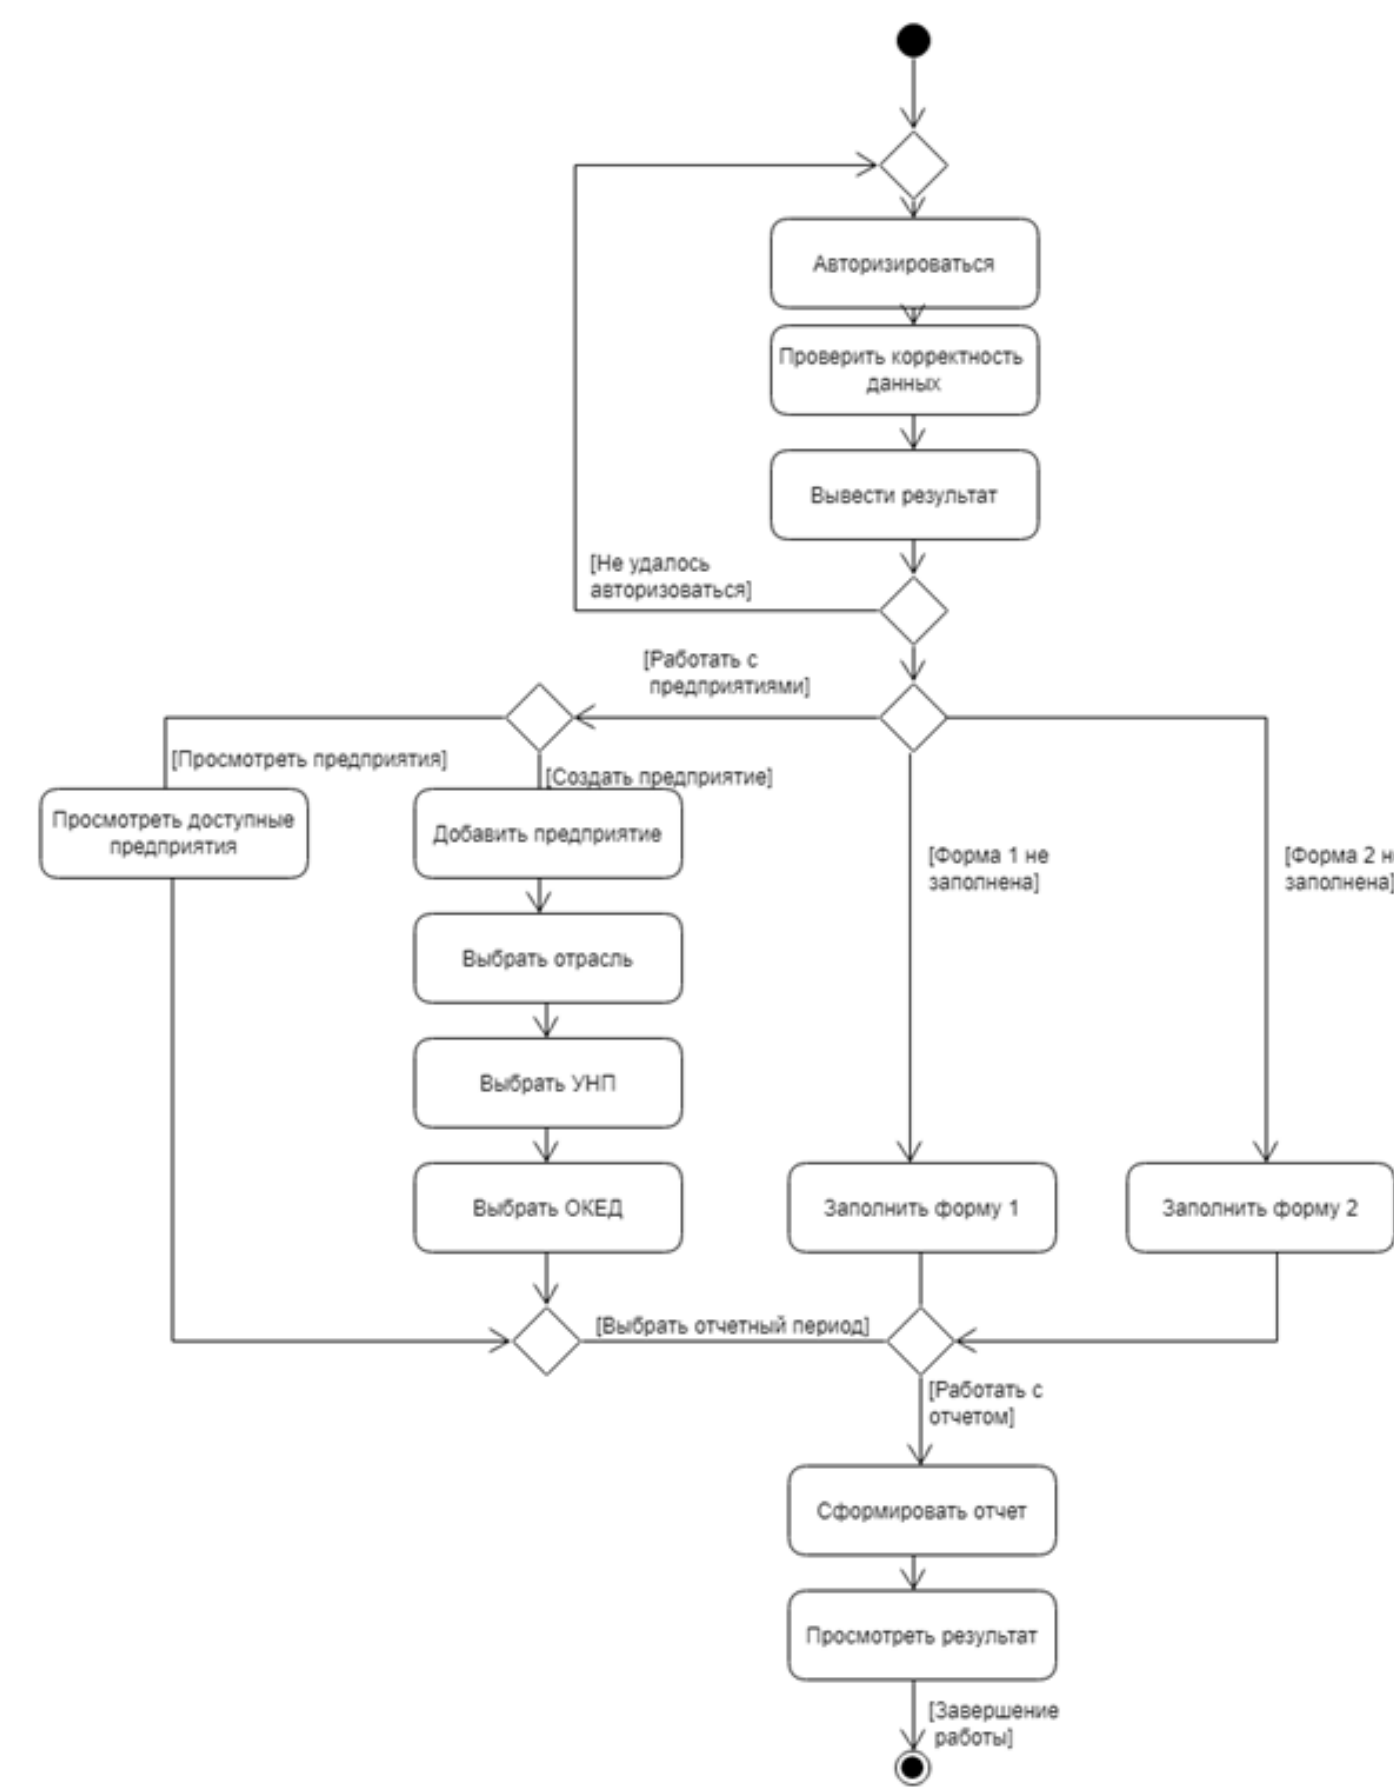 Авторизироваться
Проверить корректность
данных
Вывести результат
[Не удалось
авторизоваться]
[Работать с
предприятиями]
[Просмотреть предприятия]
[Создать предприятие]
Просмотреть доступные
предприятия
Добавить предприятие
[Форма 1 не
заполнена]
[Форма 2 не
заполнена]
Выбрать отрасль
Выбрать УНП
Выбрать ОКЕД
Заполнить форму 1
Заполнить форму 2
[Выбрать отчетный период]
[Работать с
отчетом]
Сформировать отчет
Просмотреть результат
[Завершение
работы]